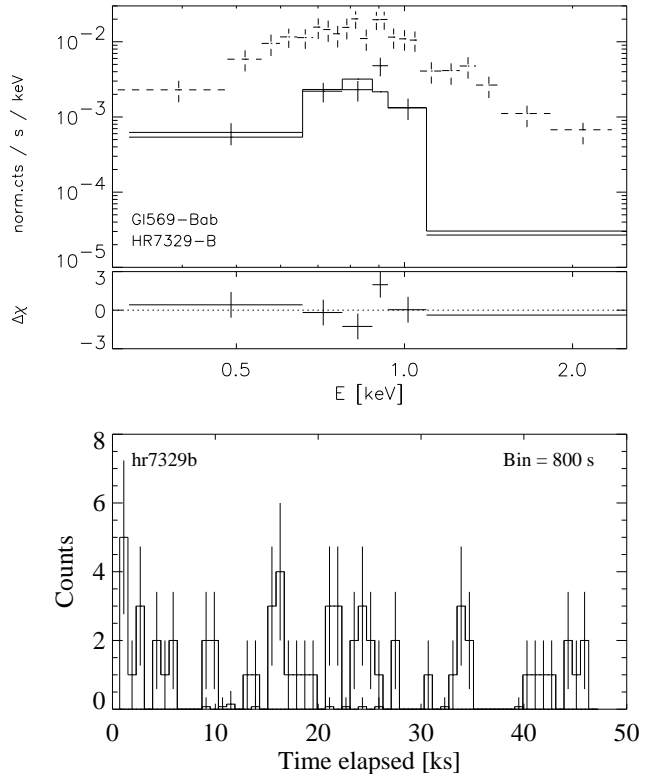 10⁻²
10⁻³
10⁻⁴
10⁻⁵
norm.cts / s / keV
Gl569−Bab
HR7329−B
3
0
−3
Δχ
0.5 1.0 2.0
E [keV]
8
6
4
2
0
Counts
hr7329b Bin = 800 s
0 10 20 30 40 50
Time elapsed [ks]